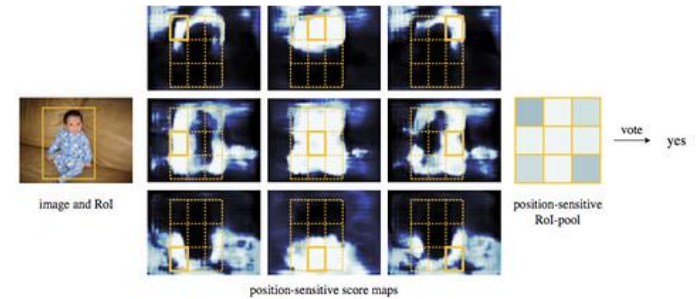 vote
yes
image and RoI
position-sensitive
RoI-pool
position-sensitive score maps